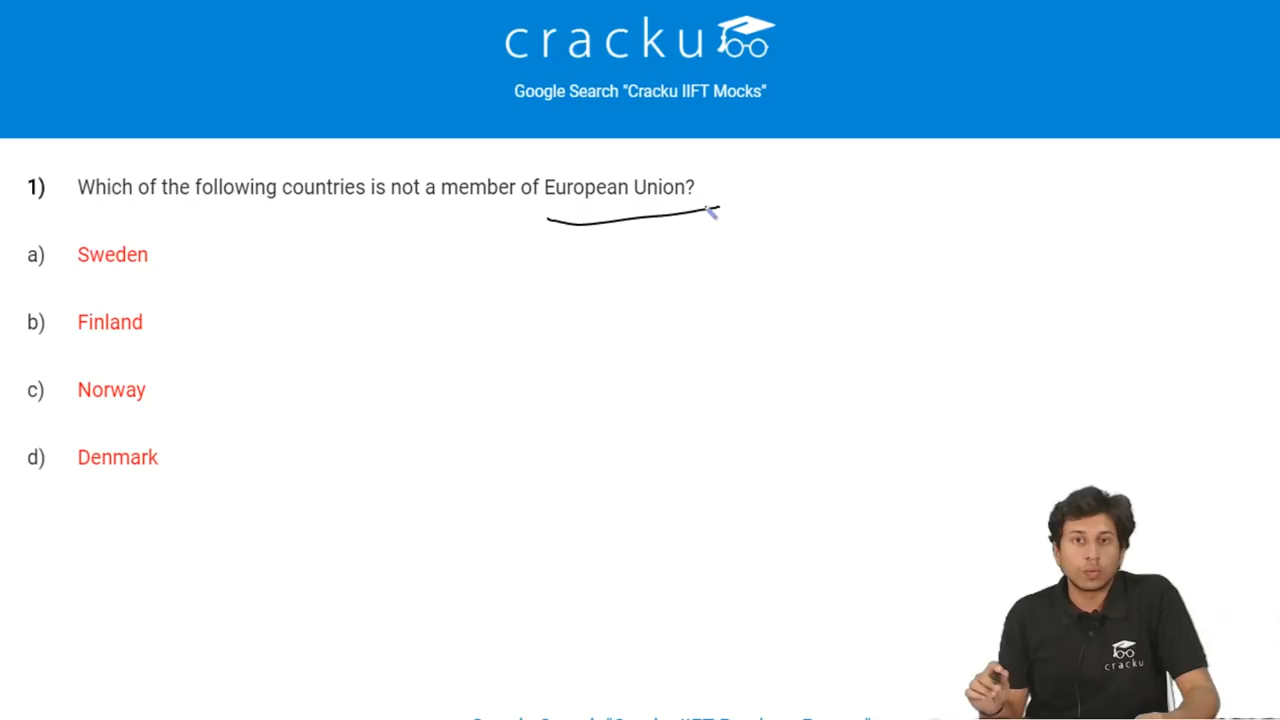 cracku
Google Search "Cracku IIFT Mocks"
1) Which of the following countries is not a member of European Union?
a) Sweden
b) Finland
c) Norway
d) Denmark
cracku